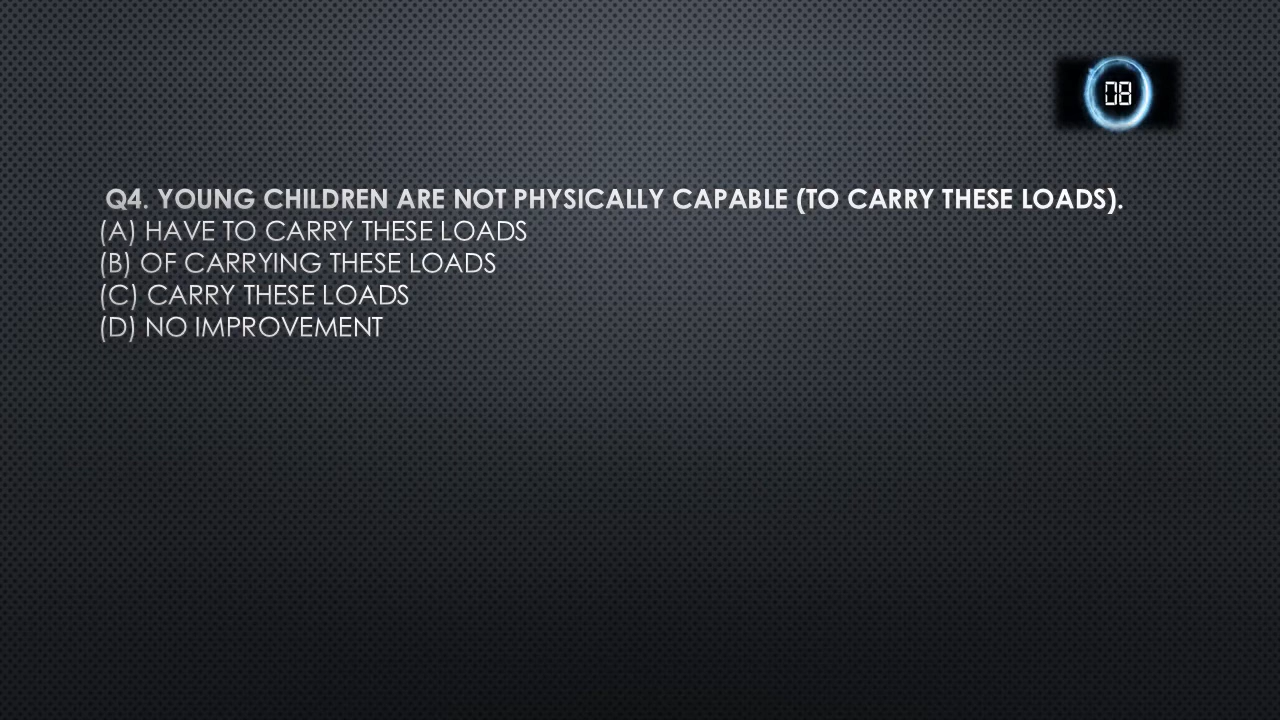 08
Q4. YOUNG CHILDREN ARE NOT PHYSICALLY CAPABLE (TO CARRY THESE LOADS).
(A) HAVE TO CARRY THESE LOADS
(B) OF CARRYING THESE LOADS
(C) CARRY THESE LOADS
(D) NO IMPROVEMENT